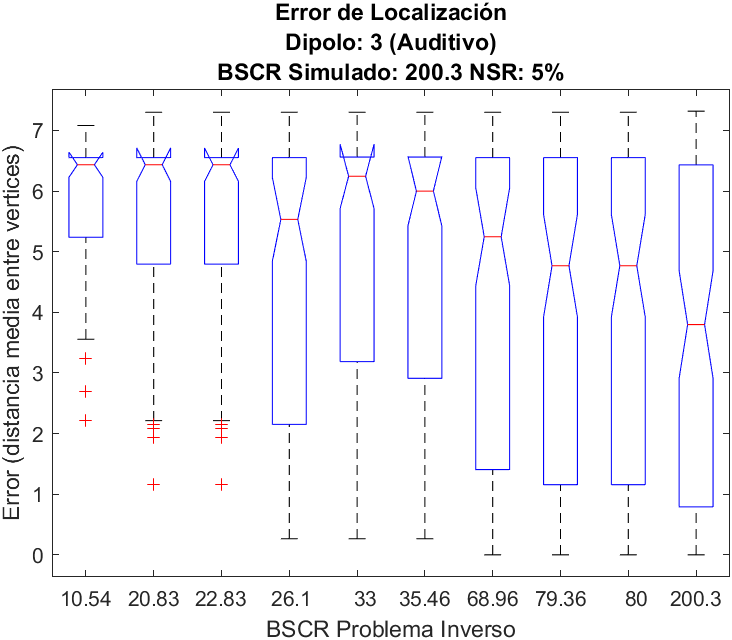 Error de Localización
Dipolo: 3 (Auditivo)
BSCR Simulado: 200.3 NSR: 5%
Error (distancia media entre vertices)
7
6
5
4
3
2
1
0
10.54 20.83 22.83 26.1 33 35.46 68.96 79.36 80 200.3
BSCR Problema Inverso